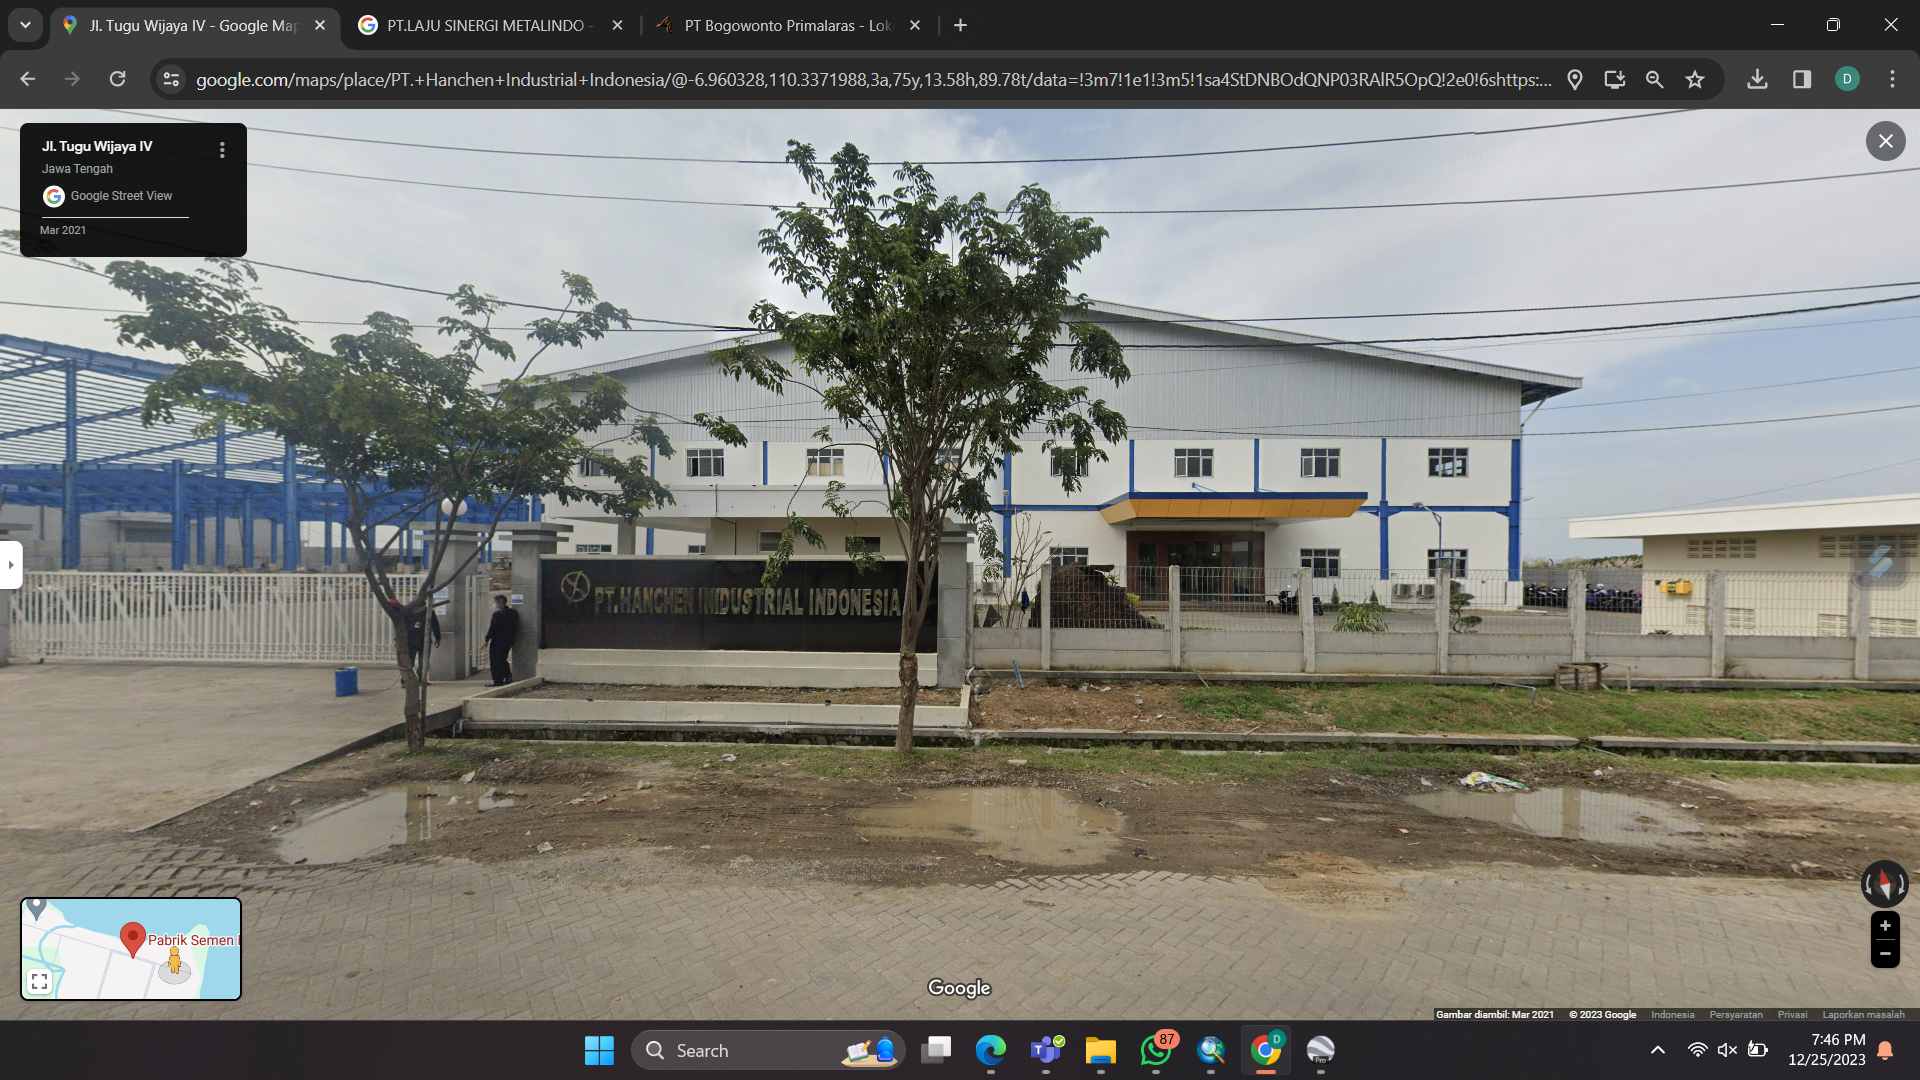 Jl. Tugu Wijaya IV - Google Map
PT.LAJU SINERGI METALINDO -
PT Bogowonto Primalaras - Lok
google.com/maps/place/PT.+Hanchen+Industrial+Indonesia/@-6.960328,110.3371988,3a,75y,13.58h,89.78t/data=!3m7!1e1!3m5!1sa4StDNBOdQNP03RAlR5OpQ!2e0!6shttps:...
D
Jl. Tugu Wijaya IV
Jawa Tengah
Google Street View
Mar 2021
PT.HANCHEN INDUSTRIAL INDONESIA
Pabrik Semen
Google
Gambar diambil: Mar 2021 © 2023 Google Indonesia Persyaratan Privasi Laporkan masalah
Search
87
D
Pro
7:46 PM
12/25/2023